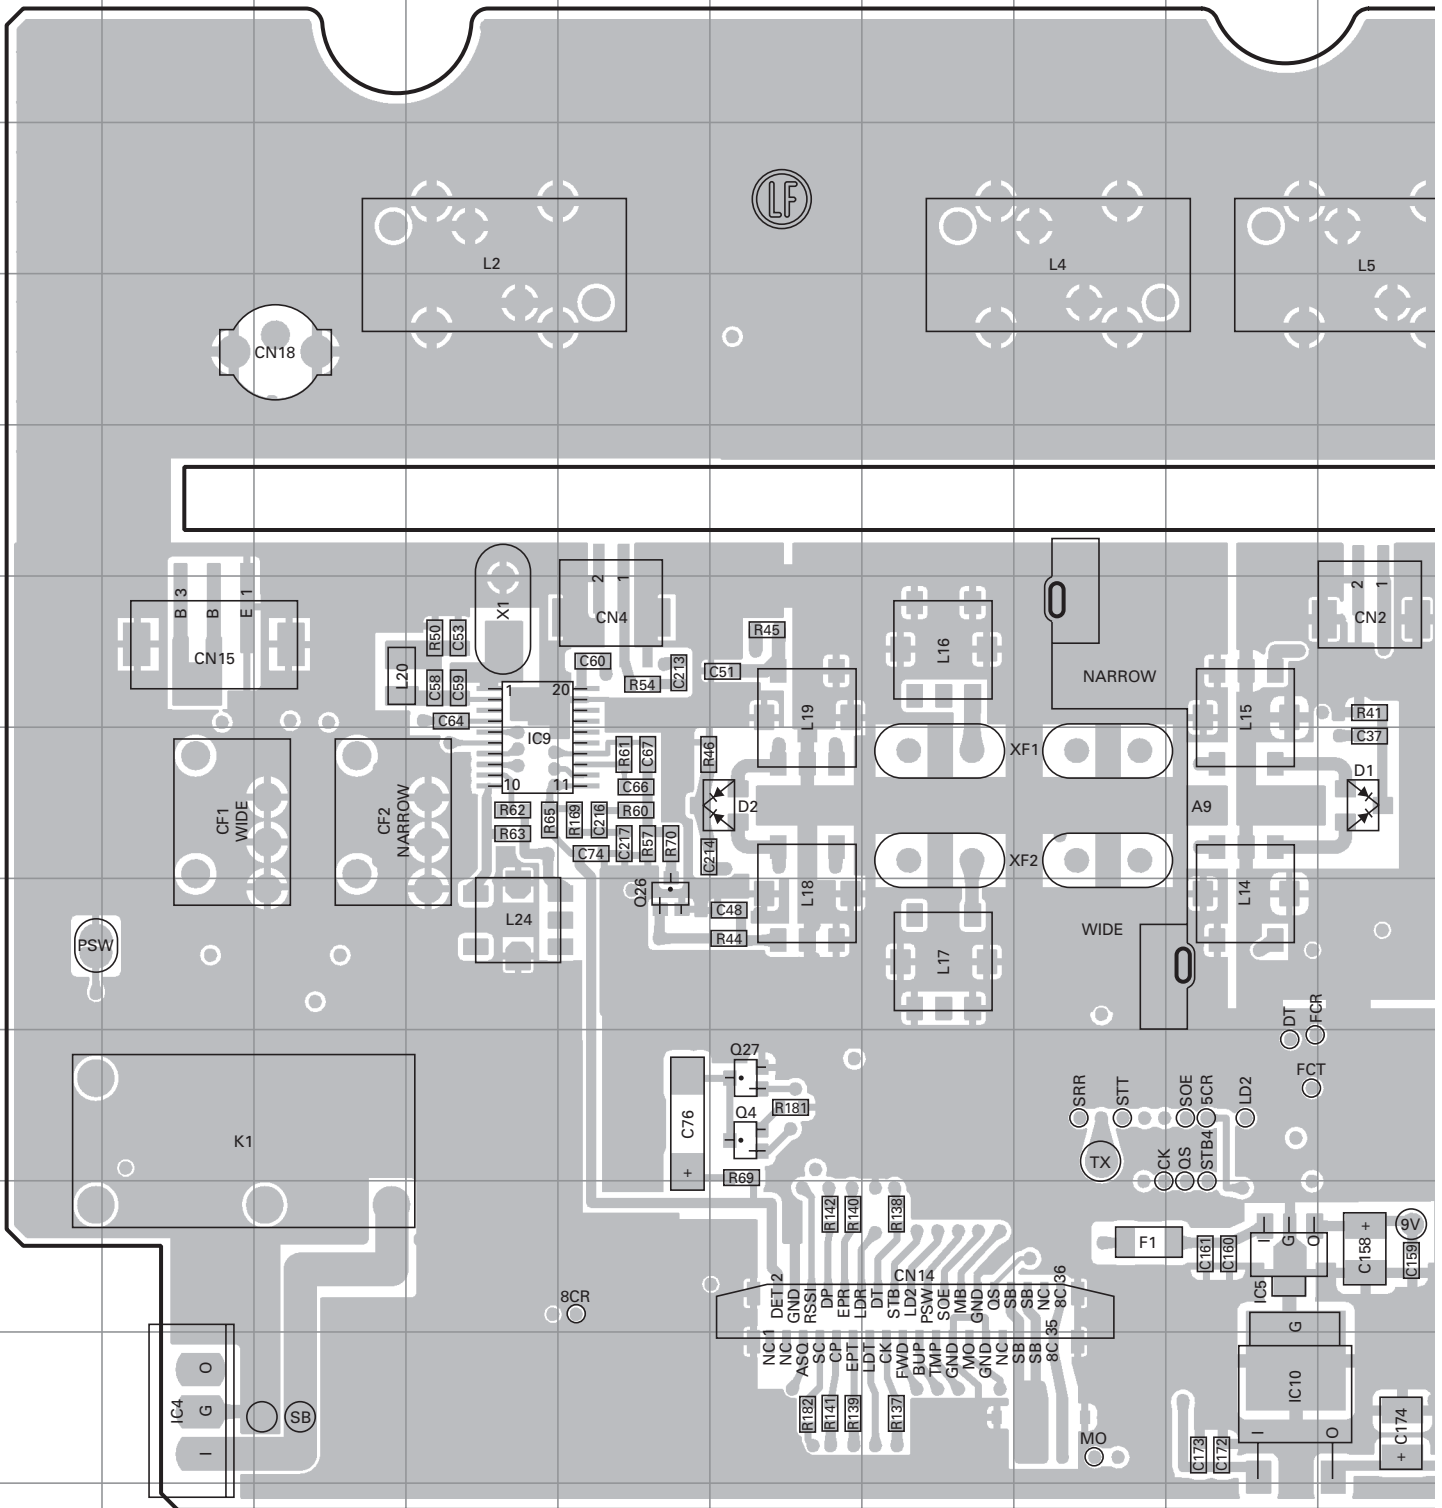 LF
L2
L4
L5
CN18
B 3
B
E 1
CN15
X1
2
1
CN4
2
1
CN2
R50
C53
L20
C58
C59
C64
C60
R54
C213
C51
R45
L16
NARROW
L19
L15
R41
C37
1
20
IC9
10
11
XF1
R61
C67
R46
C66
D2
D1
A9
CF1
WIDE
CF2
NARROW
R62
R63
R65
R169
C216
R60
C217
R57
R70
C74
C214
XF2
Q26
L24
C48
R44
L18
L17
L14
WIDE
PSW
DT
FCR
FCT
Q27
C76
+
Q4
R181
R69
K1
SRR
STT
SOE
5CR
LD2
TX
CK
QS
STB4
R142
R140
R138
F1
C161
C160
I
G
O
IC5
+
C158
9V
C159
8CR
CN14
DET 2
GND
RSSI
DP
EPR
LDR
DT
STB
LD2
PSW
SOE
MB
GND
QS
SB
SB
NC
8C 36
NC 1
NC
ASQ
SC
CP
EPT
LDT
CK
FWD
BUP
TMP
GND
MO
GND
NC
SB
SB
8C 35
G
IC10
I
O
IC4
O
G
I
SB
R182
R141
R139
R137
MO
C173
C172
C174
+